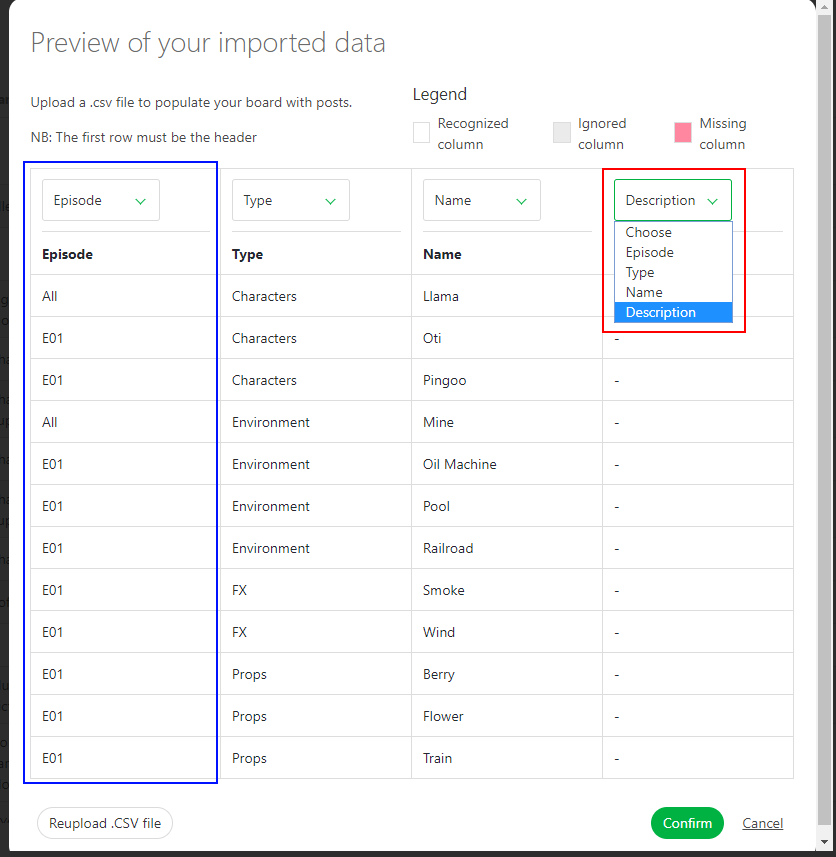 Preview of your imported data
Legend
Upload a .csv file to populate your board with posts.
Recognized column
Ignored column
Missing column
NB: The first row must be the header
Episode Type Name Description
Choose
Episode
Type
Name
Description
Episode Type Name
All Characters Llama
E01 Characters Oti -
E01 Characters Pingoo -
All Environment Mine -
E01 Environment Oil Machine -
E01 Environment Pool -
E01 Environment Railroad -
E01 FX Smoke -
E01 FX Wind -
E01 Props Berry -
E01 Props Flower -
E01 Props Train -
Reupload .CSV file Confirm Cancel